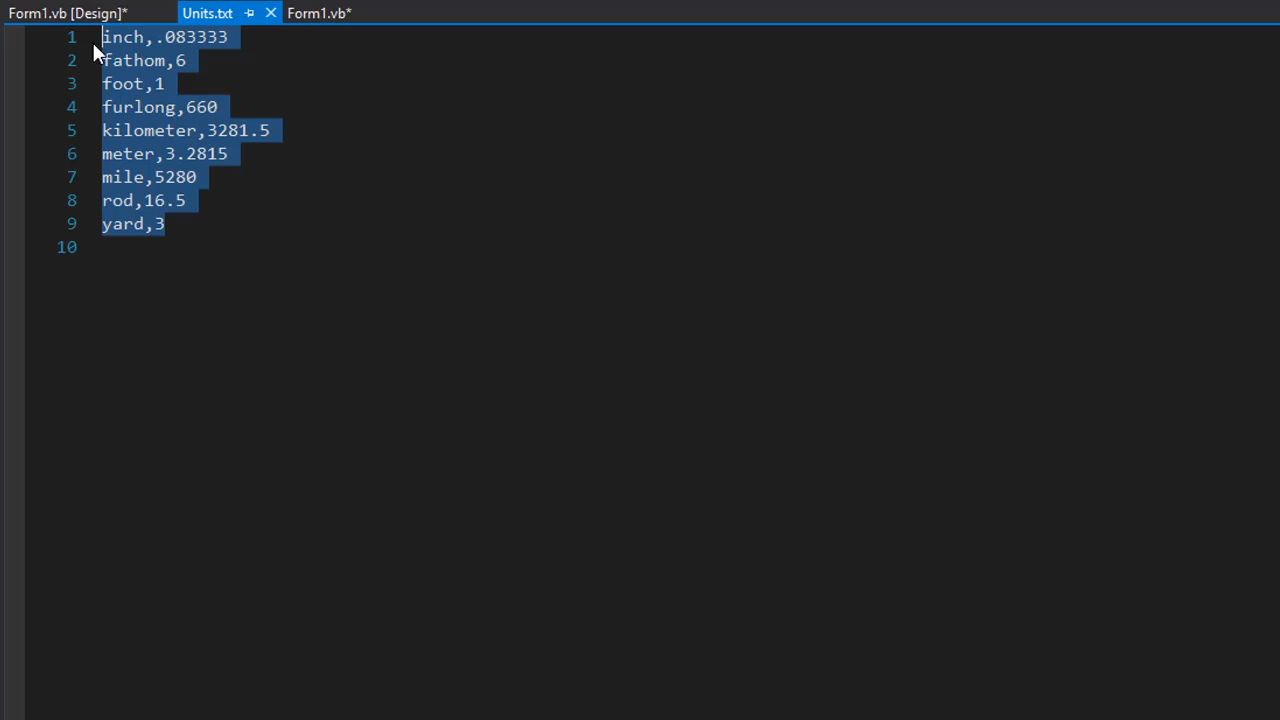 Form1.vb [Design]* Units.txt Form1.vb*
1 inch,.083333
2 fathom,6
3 foot,1
4 furlong,660
5 kilometer,3281.5
6 meter,3.2815
7 mile,5280
8 rod,16.5
9 yard,3
10